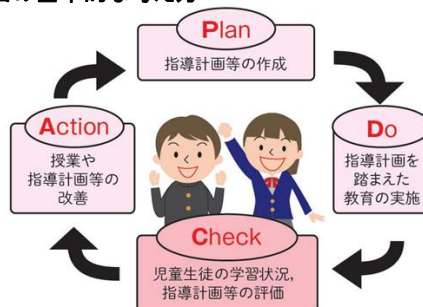 Plan
指導計画等の作成
Do
指導計画を
踏まえた
教育の実施
Check
児童生徒の学習状況,
指導計画等の評価
Action
授業や
指導計画等の
改善